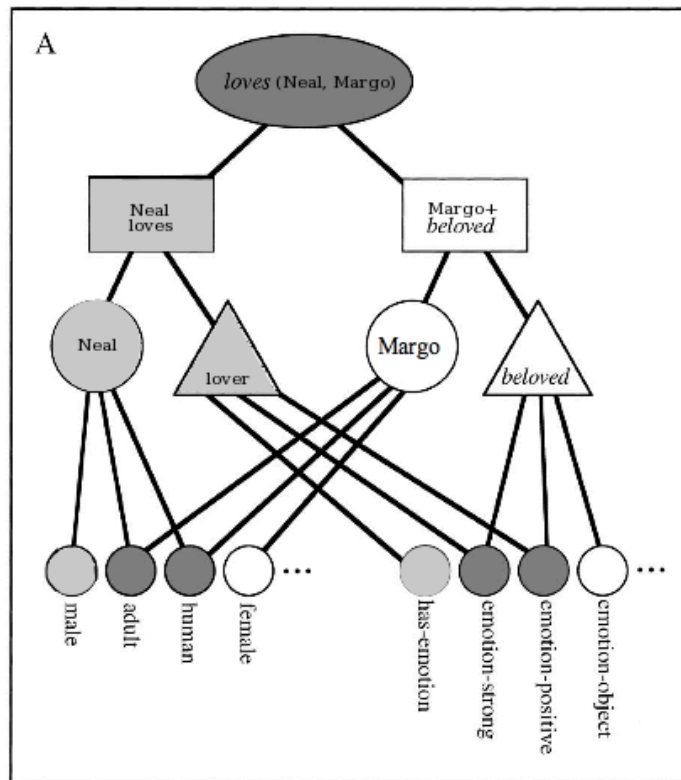 A
loves (Neal, Margo)
Neal
loves
Margo+
beloved
Neal
lover
Margo
beloved
...
...
male
adult
human
female
has-emotion
emotion-strong
emotion-positive
emotion-object